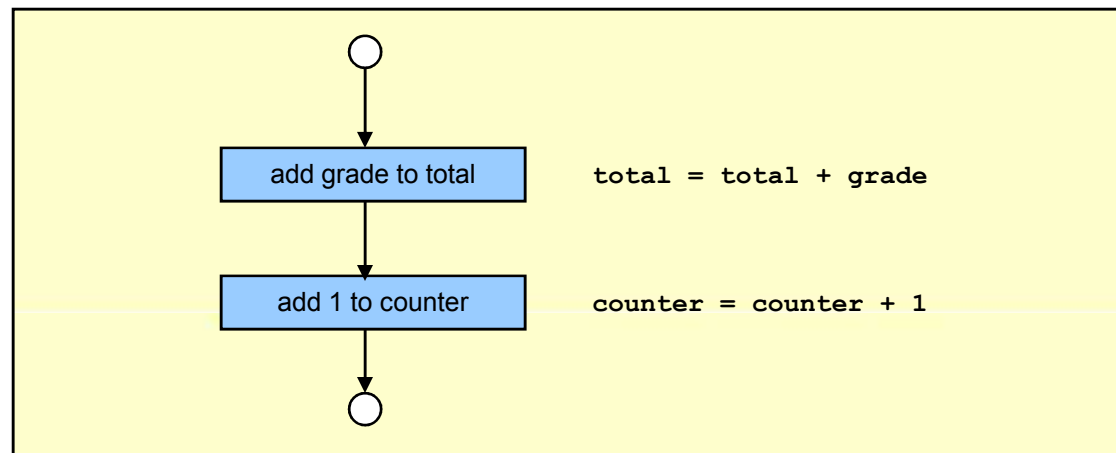 add grade to total
total = total + grade
add 1 to counter
counter = counter + 1